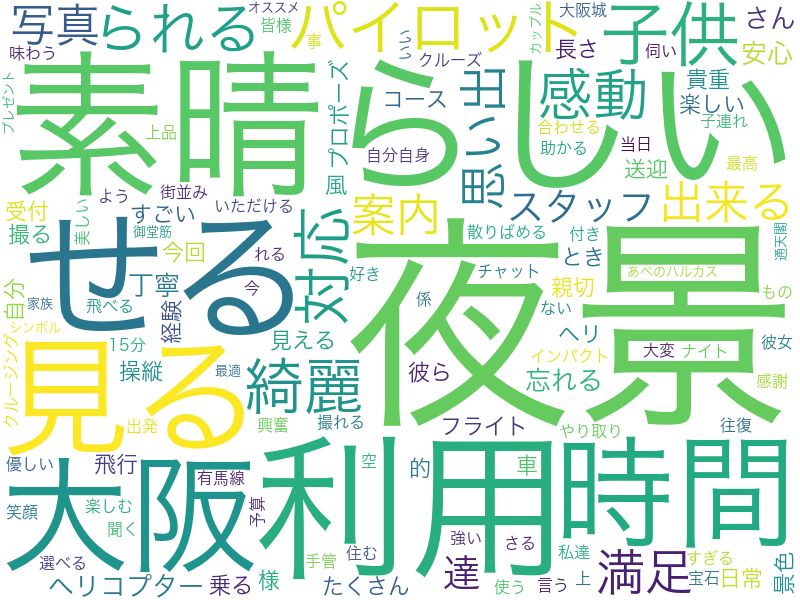 オススメ
皆様
大阪城
カップル
写真
られる
パイロット
子供
さん
味わう
事
いい
クルーズ
長さ
伺い
安心
プレゼント
素晴らしい
上品
プロポーズ
風
コース
思い出
感動
貴重
楽しい
子連れ
合わせる
助かる
当日
自分自身
送迎
最高
街並み
よう
いただける
受付
すごい
撮る
美しい
御堂筋
せる
対応
案内
スタッフ
出来る
散りばめる
付き
とき
通天閣
今回
丁寧
れる
好き
チャット
親切
あべのハルカス
もの
自分
飛べる
家族
経験
今
係
ない
夜景
シンボル
15分
見える
ヘリ
彼女
クルージング
見る
操縦
最適
綺麗
彼ら
忘れる
インパクト
大変
ナイト
感謝
出発
興奮
撮れる
フライト
やり取り
往復
優しい
飛行
有馬線
空
的
車
大阪
利用
時間
笑顔
楽しむ
聞く
予算
強い
さる
私達
すぎる
選べる
手管
住む
達
満足
宝石
日常
景色
ヘリコプター
乗る
様
たくさん
使う
言う
上